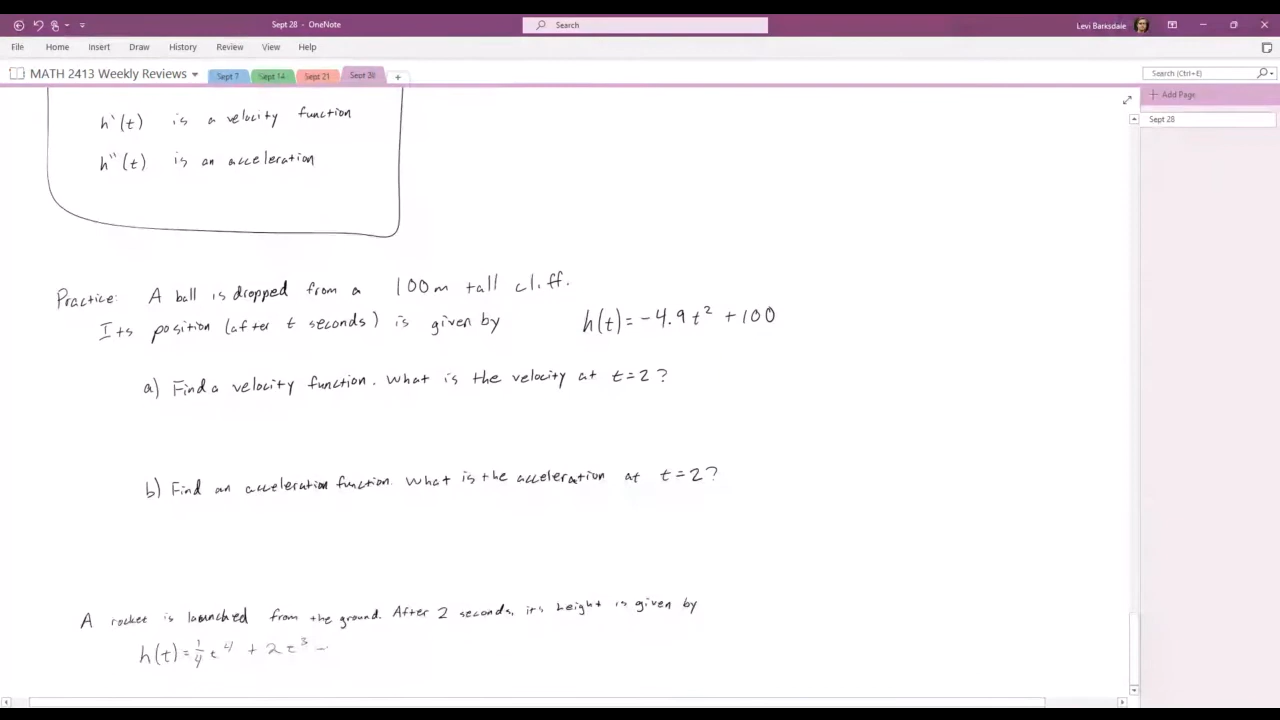 Sept 28 - OneNote
Search
Levi Barksdale
File Home Insert Draw History Review View Help
MATH 2413 Weekly Reviews
Sept 7 Sept 14 Sept 21 Sept 30 +
Search (Ctrl+E)
Add Page
Sept 28
h'(t) is a velocity function
h''(t) is an acceleration
Practice: A ball is dropped from a 100m tall cliff.
Its position (after t seconds) is given by h(t) = -4.9t² + 100
a) Find a velocity function. What is the velocity at t=2?
b) Find an acceleration function. What is the acceleration at t=2?
A rocket is launched from the ground. After 2 seconds, it's height is given by
h(t) = 1/4 t⁴ + 2t³ -